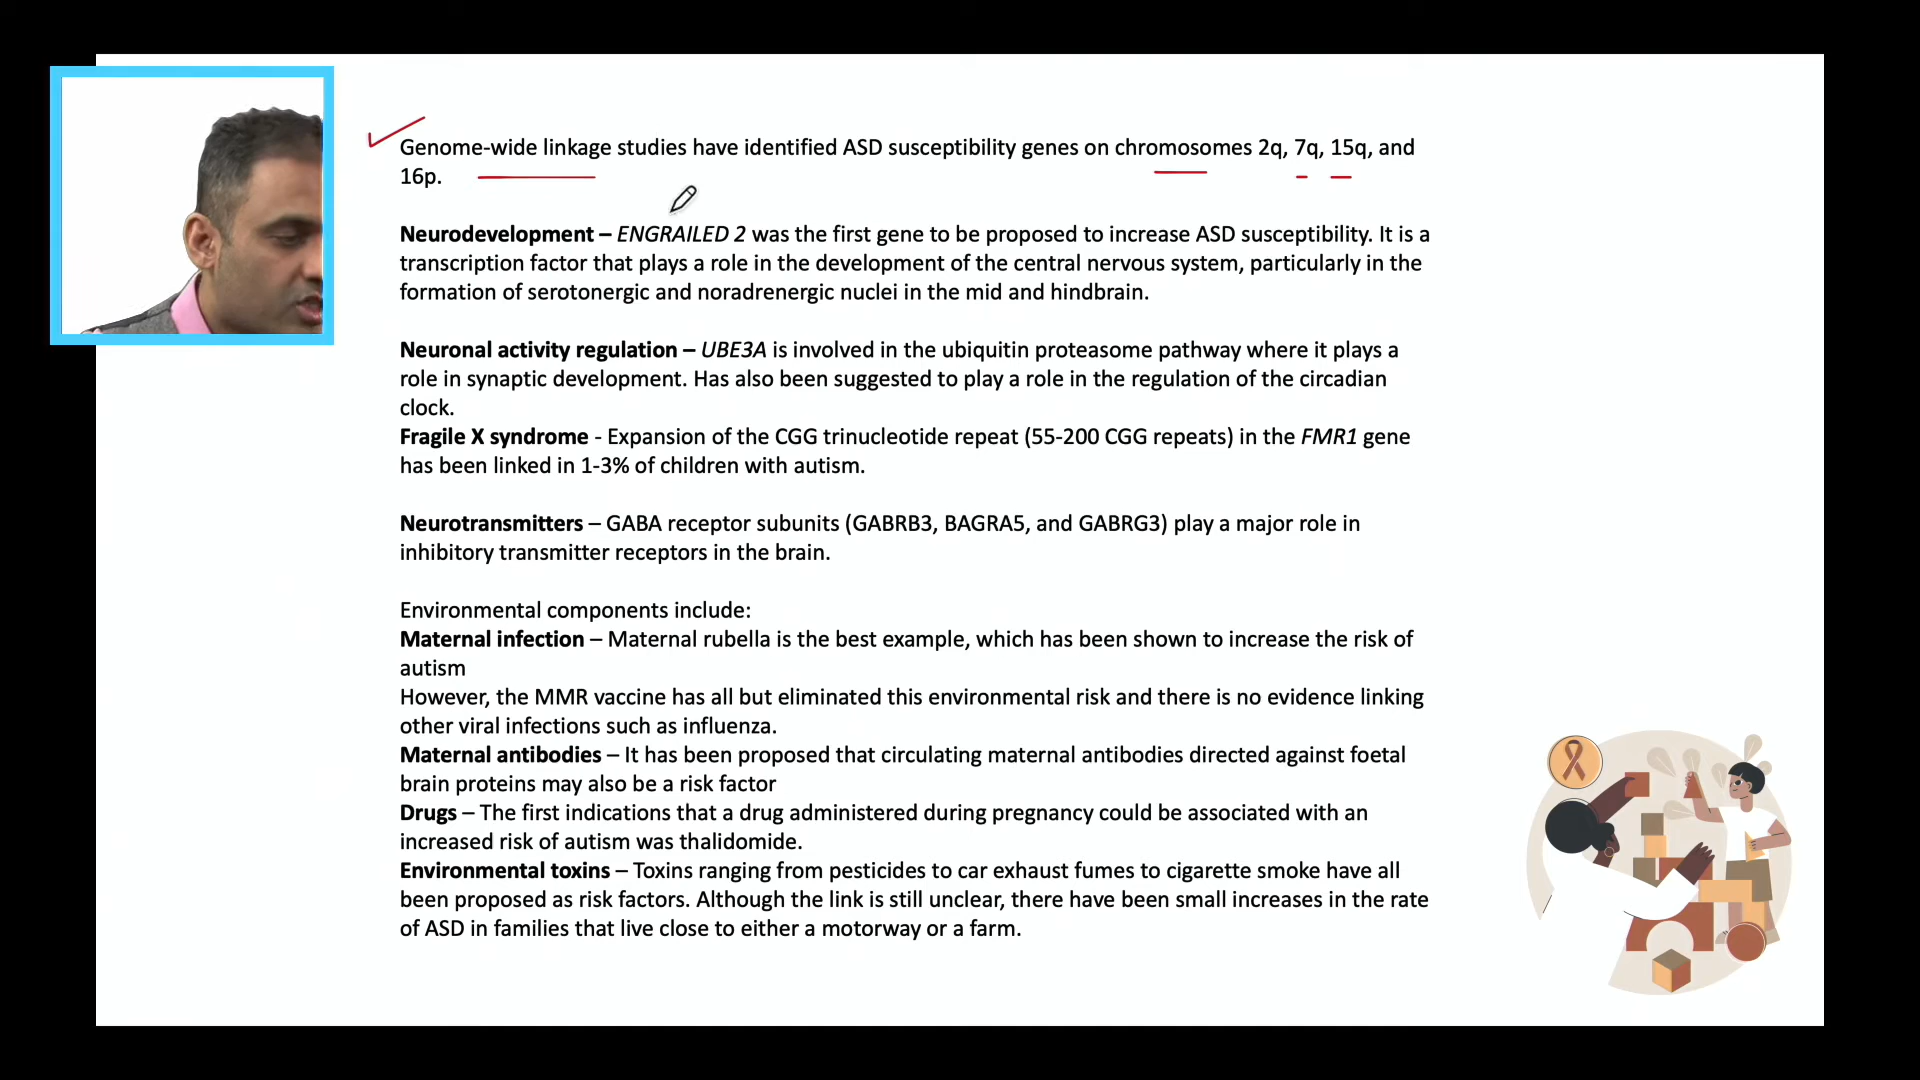 Genome-wide linkage studies have identified ASD susceptibility genes on chromosomes 2q, 7q, 15q, and
16p.
Neurodevelopment – ENGRAILED 2 was the first gene to be proposed to increase ASD susceptibility. It is a
transcription factor that plays a role in the development of the central nervous system, particularly in the
formation of serotonergic and noradrenergic nuclei in the mid and hindbrain.
Neuronal activity regulation – UBE3A is involved in the ubiquitin proteasome pathway where it plays a
role in synaptic development. Has also been suggested to play a role in the regulation of the circadian
clock.
Fragile X syndrome - Expansion of the CGG trinucleotide repeat (55-200 CGG repeats) in the FMR1 gene
has been linked in 1-3% of children with autism.
Neurotransmitters – GABA receptor subunits (GABRB3, BAGRA5, and GABRG3) play a major role in
inhibitory transmitter receptors in the brain.
Environmental components include:
Maternal infection – Maternal rubella is the best example, which has been shown to increase the risk of
autism
However, the MMR vaccine has all but eliminated this environmental risk and there is no evidence linking
other viral infections such as influenza.
Maternal antibodies – It has been proposed that circulating maternal antibodies directed against foetal
brain proteins may also be a risk factor
Drugs – The first indications that a drug administered during pregnancy could be associated with an
increased risk of autism was thalidomide.
Environmental toxins – Toxins ranging from pesticides to car exhaust fumes to cigarette smoke have all
been proposed as risk factors. Although the link is still unclear, there have been small increases in the rate
of ASD in families that live close to either a motorway or a farm.